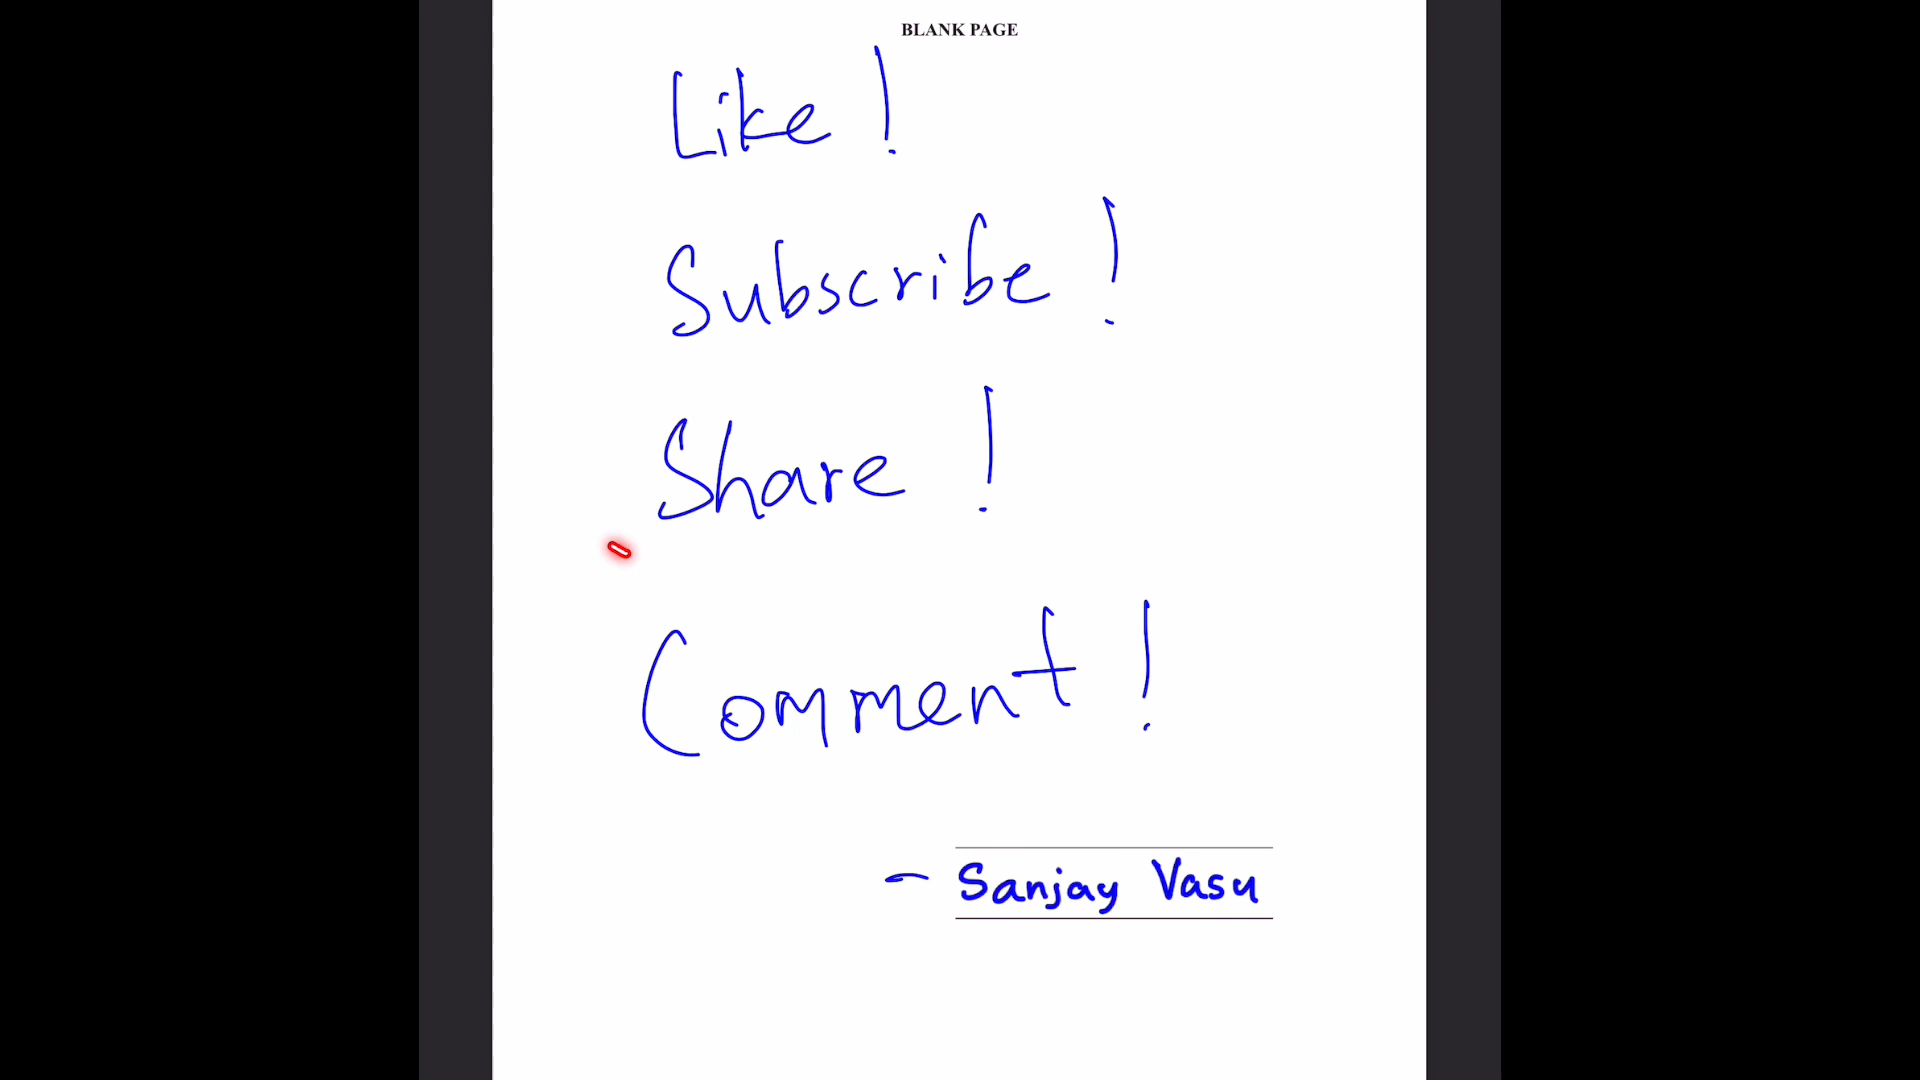 BLANK PAGE
Like!
Subscribe!
Share!
Comment!
- Sanjay Vasu